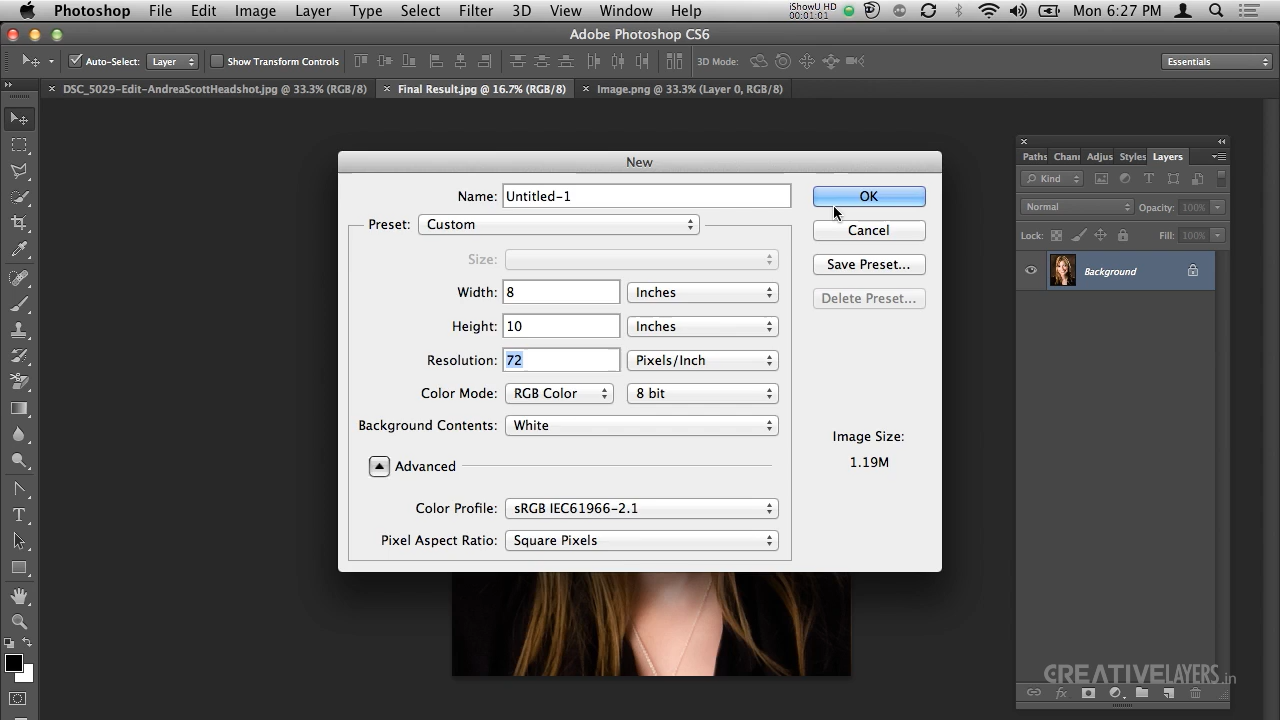 Photoshop File Edit Image Layer Type Select Filter 3D View Window Help iShowU HD 00:01:01 Mon 6:27 PM
Adobe Photoshop CS6
Auto-Select: Layer Show Transform Controls 3D Mode: Essentials
DSC_5029-Edit-AndreaScottHeadshot.jpg @ 33.3% (RGB/8) Final Result.jpg @ 16.7% (RGB/8) Image.png @ 33.3% (Layer 0, RGB/8)
New
Name: Untitled-1 OK
Preset: Custom Cancel
Size: Save Preset...
Width: 8 Inches Delete Preset...
Height: 10 Inches
Resolution: 72 Pixels/Inch
Color Mode: RGB Color 8 bit
Background Contents: White Image Size:
Advanced 1.19M
Color Profile: sRGB IEC61966-2.1
Pixel Aspect Ratio: Square Pixels
Paths Chann Adjus Styles Layers
Kind
Normal Opacity: 100%
Lock: Fill: 100%
Background
CREATIVELAYERS.in
fx